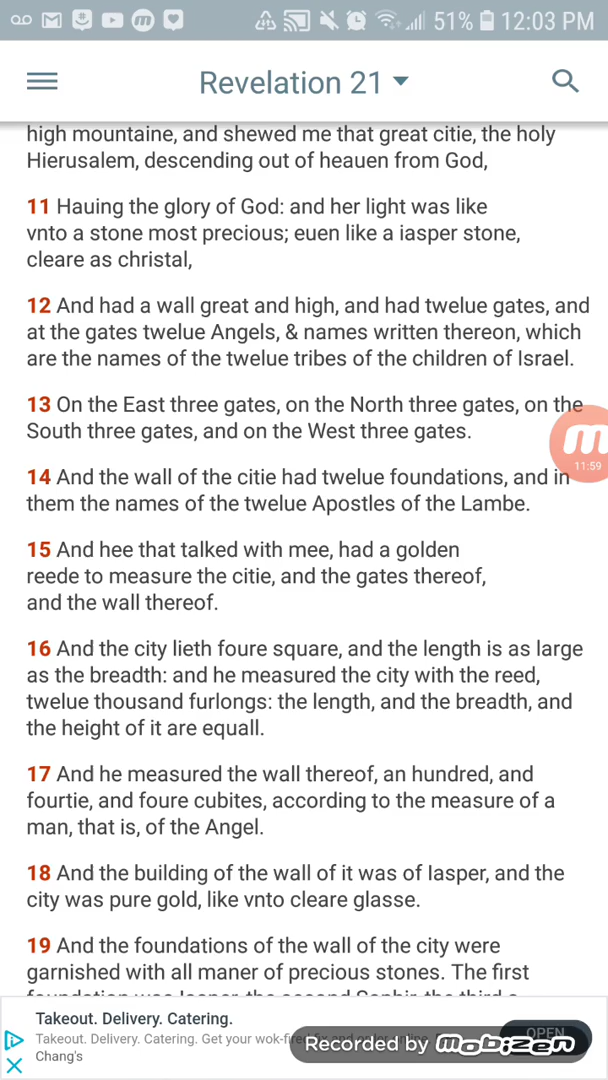 51% 12:03 PM
Revelation 21
high mountaine, and shewed me that great citie, the holy
Hierusalem, descending out of heauen from God,
11 Hauing the glory of God: and her light was like
vnto a stone most precious; euen like a iasper stone,
cleare as christal,
12 And had a wall great and high, and had twelue gates, and
at the gates twelue Angels, & names written thereon, which
are the names of the twelue tribes of the children of Israel.
13 On the East three gates, on the North three gates, on the
South three gates, and on the West three gates.
m
11:59
14 And the wall of the citie had twelue foundations, and in
them the names of the twelue Apostles of the Lambe.
15 And hee that talked with mee, had a golden
reede to measure the citie, and the gates thereof,
and the wall thereof.
16 And the city lieth foure square, and the length is as large
as the breadth: and he measured the city with the reed,
twelue thousand furlongs: the length, and the breadth, and
the height of it are equall.
17 And he measured the wall thereof, an hundred, and
fourtie, and foure cubites, according to the measure of a
man, that is, of the Angel.
18 And the building of the wall of it was of Iasper, and the
city was pure gold, like vnto cleare glasse.
19 And the foundations of the wall of the city were
garnished with all maner of precious stones. The first
foundation was Iasper, the second Saphir, the third a
Takeout. Delivery. Catering.
Takeout. Delivery. Catering. Get your wok-fired
Chang's
OPEN
Recorded by mobizen